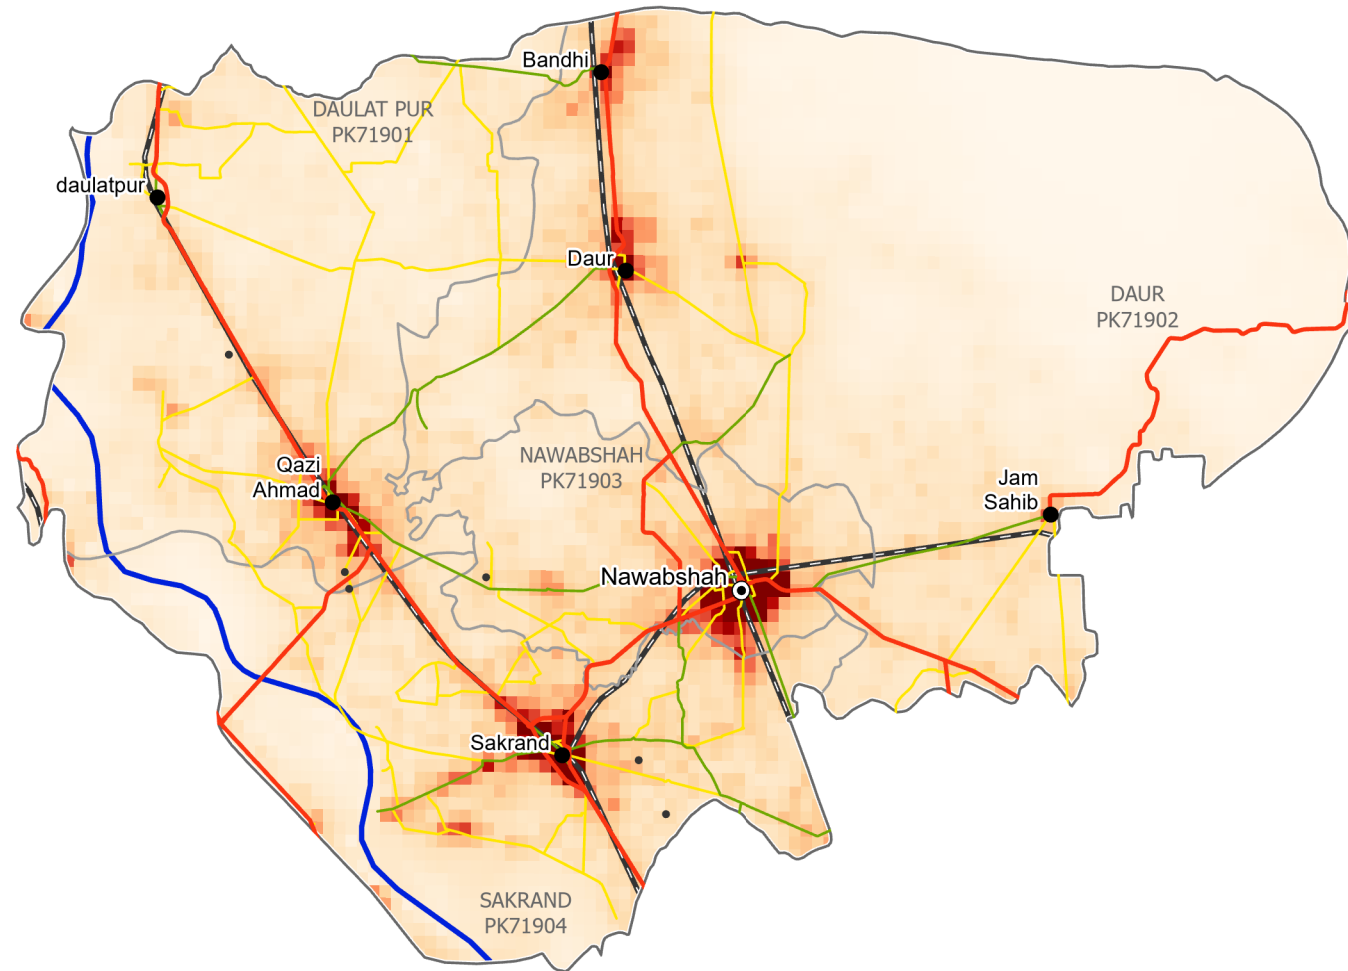 Bandhi
DAULAT PUR
PK71901
daulatpur
Daur
DAUR
PK71902
NAWABSHAH
PK71903
Qazi
Ahmad
Jam
Sahib
Nawabshah
Sakrand
SAKRAND
PK71904